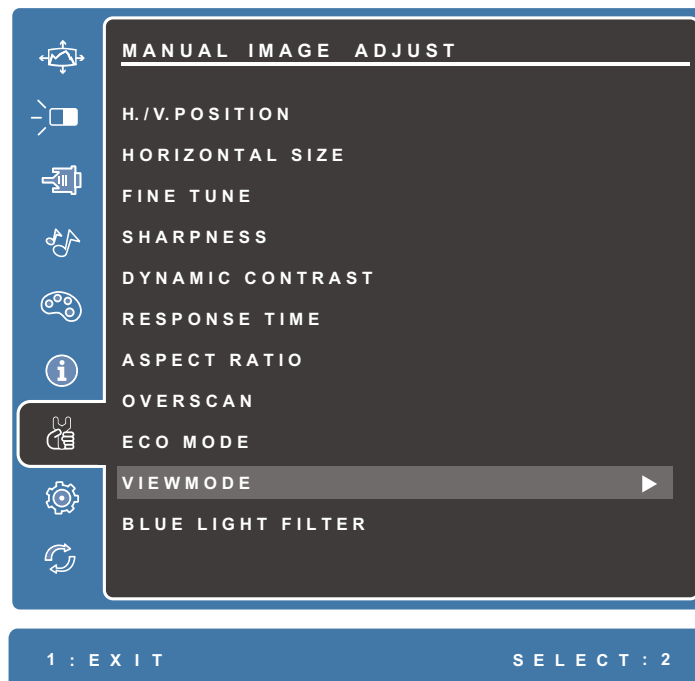 MANUAL IMAGE ADJUST
H./V.POSITION
HORIZONTAL SIZE
FINE TUNE
SHARPNESS
DYNAMIC CONTRAST
RESPONSE TIME
ASPECT RATIO
OVERSCAN
ECO MODE
VIEWMODE
BLUE LIGHT FILTER
1:EXIT SELECT:2